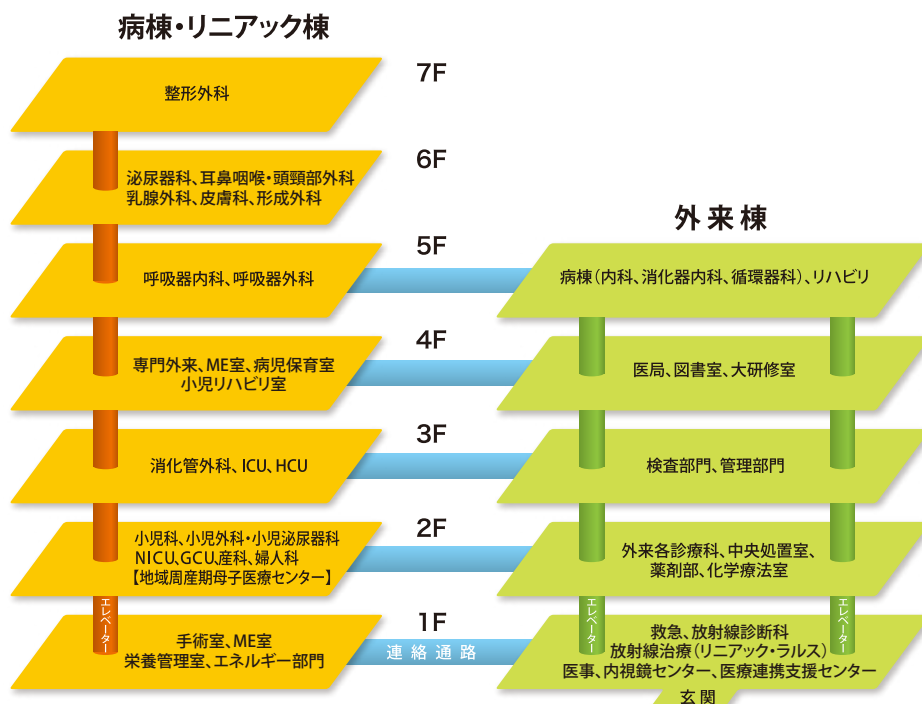 病棟・リニアック棟
7F
整形外科
6F
泌尿器科、耳鼻咽喉・頭頸部外科
乳腺外科、皮膚科、形成外科
外来棟
5F
呼吸器内科、呼吸器外科
病棟（内科、消化器内科、循環器科）、リハビリ
4F
専門外来、ME室、病児保育室
小児リハビリ室
医局、図書室、大研修室
3F
消化管外科、ICU、HCU
検査部門、管理部門
2F
小児科、小児外科・小児泌尿器科
NICU、GCU、産科、婦人科
【地域周産期母子医療センター】
外来各診療科、中央処置室、
薬剤部、化学療法室
エレベーター
エレベーター
エレベーター
1F
手術室、ME室
栄養管理室、エネルギー部門
連絡通路
救急、放射線診断科
放射線治療（リニアック・ラルス）
医事、内視鏡センター、医療連携支援センター
玄関